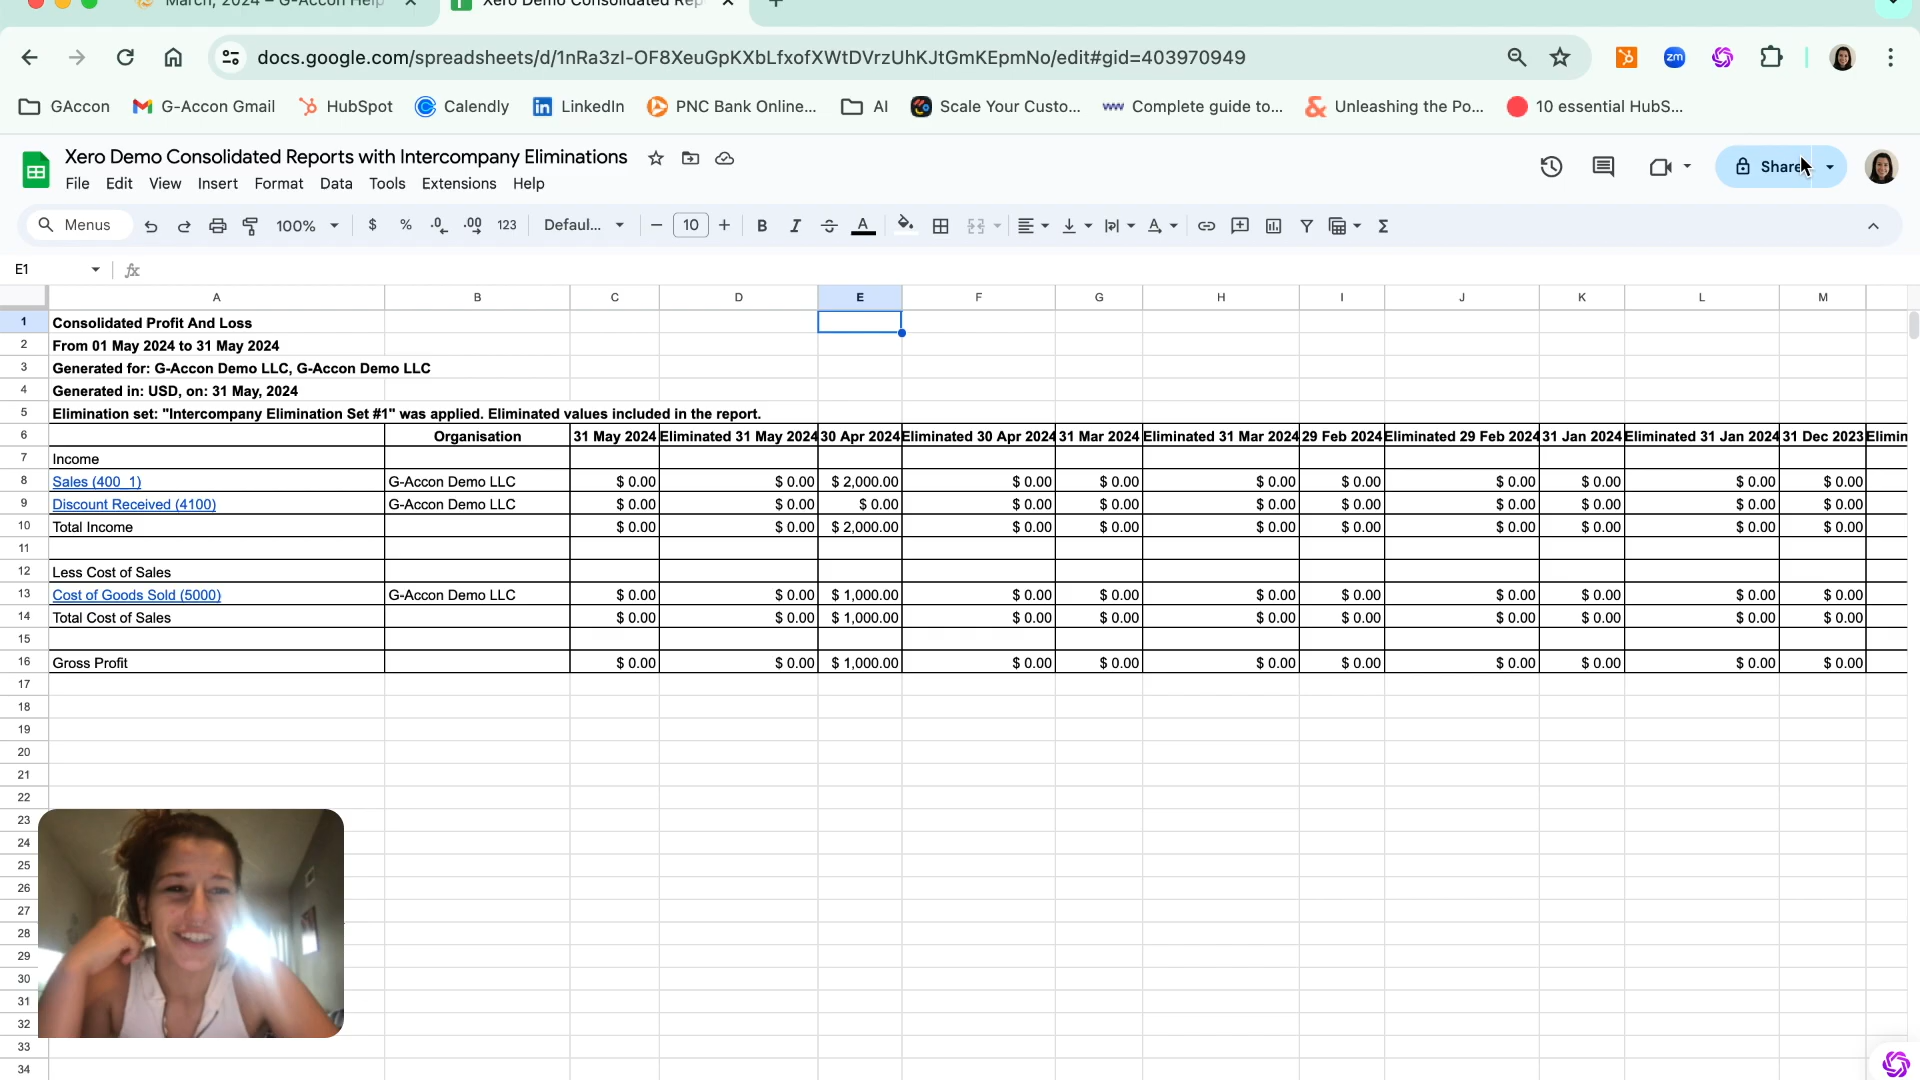 March, 2024 – G-Accon Help
Xero Demo Consolidated Rep
docs.google.com/spreadsheets/d/1nRa3zI-OF8XeuGpKXbLfxofXWtDVrzUhKJtGmKEpmNo/edit#gid=403970949
GAccon G-Accon Gmail HubSpot Calendly LinkedIn PNC Bank Online... AI Scale Your Custo... Complete guide to... Unleashing the Po... 10 essential HubS...
Xero Demo Consolidated Reports with Intercompany Eliminations
File Edit View Insert Format Data Tools Extensions Help
Share
Menus 100% $ % .0 .00 123 Defaul... 10 B I A
E1 fx
A B C D E F G H I J K L M
1 Consolidated Profit And Loss
2 From 01 May 2024 to 31 May 2024
3 Generated for: G-Accon Demo LLC, G-Accon Demo LLC
4 Generated in: USD, on: 31 May, 2024
5 Elimination set: "Intercompany Elimination Set #1" was applied. Eliminated values included in the report.
6 Organisation 31 May 2024 Eliminated 31 May 2024 30 Apr 2024 Eliminated 30 Apr 2024 31 Mar 2024 Eliminated 31 Mar 2024 29 Feb 2024 Eliminated 29 Feb 2024 31 Jan 2024 Eliminated 31 Jan 2024 31 Dec 2023 Elimin
7 Income
8 Sales (400_1) G-Accon Demo LLC $ 0.00 $ 0.00 $ 2,000.00 $ 0.00 $ 0.00 $ 0.00 $ 0.00 $ 0.00 $ 0.00 $ 0.00 $ 0.00
9 Discount Received (4100) G-Accon Demo LLC $ 0.00 $ 0.00 $ 0.00 $ 0.00 $ 0.00 $ 0.00 $ 0.00 $ 0.00 $ 0.00 $ 0.00 $ 0.00
10 Total Income $ 0.00 $ 0.00 $ 2,000.00 $ 0.00 $ 0.00 $ 0.00 $ 0.00 $ 0.00 $ 0.00 $ 0.00 $ 0.00
11
12 Less Cost of Sales
13 Cost of Goods Sold (5000) G-Accon Demo LLC $ 0.00 $ 0.00 $ 1,000.00 $ 0.00 $ 0.00 $ 0.00 $ 0.00 $ 0.00 $ 0.00 $ 0.00 $ 0.00
14 Total Cost of Sales $ 0.00 $ 0.00 $ 1,000.00 $ 0.00 $ 0.00 $ 0.00 $ 0.00 $ 0.00 $ 0.00 $ 0.00 $ 0.00
15
16 Gross Profit $ 0.00 $ 0.00 $ 1,000.00 $ 0.00 $ 0.00 $ 0.00 $ 0.00 $ 0.00 $ 0.00 $ 0.00 $ 0.00
17
18
19
20
21
22
23
24
25
26
27
28
29
30
31
32
33
34